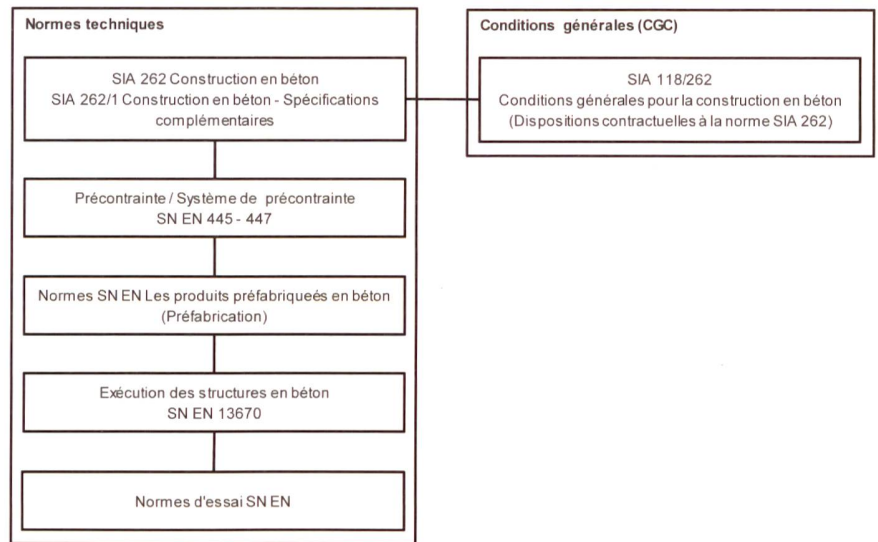 Normes techniques
SIA 262 Construction en béton
SIA 262/1 Construction en béton - Spécifications
complémentaires
Précontrainte / Système de précontrainte
SN EN 445 - 447
Normes SN EN Les produits préfabriqueés en béton
(Préfabrication)
Exécution des structures en béton
SN EN 13670
Normes d'essai SN EN
Conditions générales (CGC)
SIA 118/262
Conditions générales pour la construction en béton
(Dispositions contractuelles à la norme SIA 262)